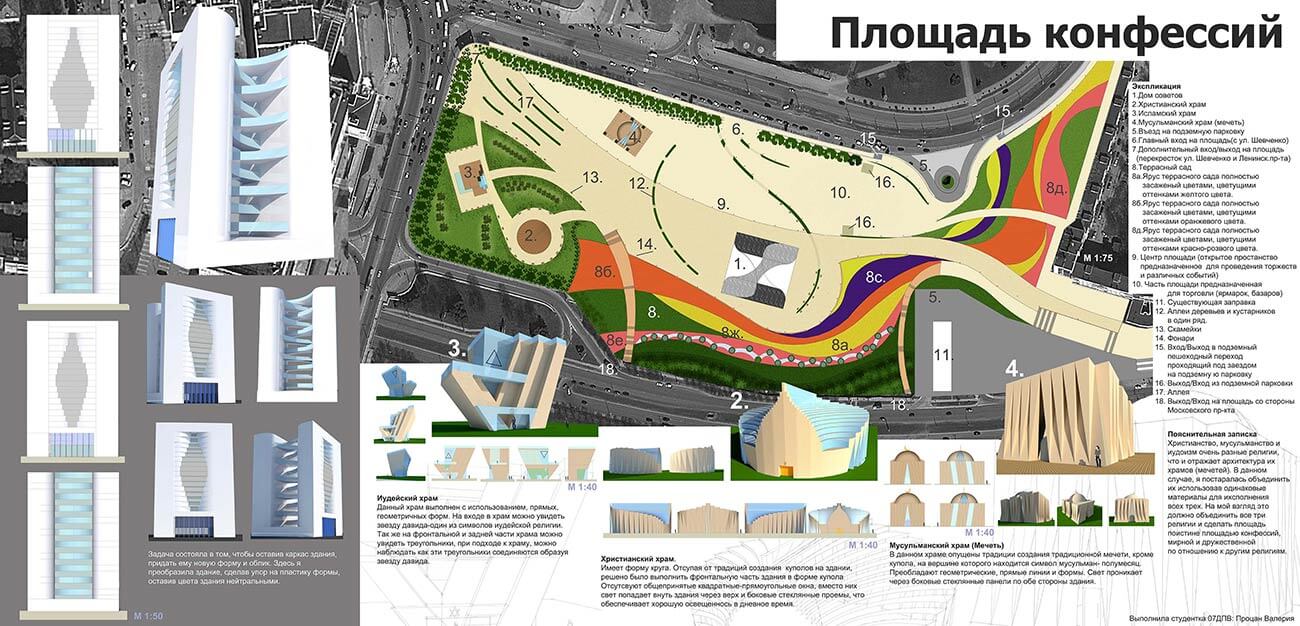 Площадь конфессий
Экспликация
1.Дом советов
2.Христианский храм
3.Исламский храм
4.Мусульманский храм (мечеть)
5.Въезд на подземную парковку
6.Главный вход на площадь(с ул. Шевченко)
7.Дополнительный вход/выход на площадь
(перекресток ул. Шевченко и Ленинск.пр-та)
8.Террасный сад
8а.Ярус террасного сада полностью
засаженый цветами, цветущими
оттенками желтого цвета.
8б.Ярус террасного сада полностью
засаженый цветами, цветущими
оттенками оранжевого цвета.
8д.Ярус террасного сада полностью
засаженый цветами, цветущими
оттенками красно-розвого цвета.
9. Центр площади (открытое простанство
предназначенное для проведения торжеств
и различных событий)
10. Часть площади предназначенная
для торговли (ярмарок, базаров)
11. Существующая заправка
12. Аллеи деревьев и кустарников
в один ряд.
13. Скамейки
14. Фонари
15. Вход/Выход в подземный
пешеходный переход
проходящий под заездом
на подземну ю парковку
16. Выход/Вход из подземной парковки
17. Аллея
18. Выход/Вход на площадь со стороны
Московского пр-кта
Пояснительная записка
Христианство, мусульманство и
иудоизм очень разные религии,
что и отражает архитектура их
храмов (мечетей). В данном
случае, я постаралась объединить
их использовав одинаковые
материалы для ихсполнения
всех трех. На мой взгляд это
должно объединить все три
религии и сделать площадь
поистине площадью конфессий,
мирной и дружественной
по отношению к другим религиям.
17.
4.
6.
15.
15.
5.
3.
13.
12.
10.
16.
8д.
9.
2.
14.
16.
1.
М 1:75
8б.
8с.
8.
5.
8ж.
8е
8а.
11.
18.
18.
3.
2.
4.
М 1:40
Иудейский храм
Данный храм выполнен с использованием, прямых,
геометричных форм. На входе в храм можно увидеть
звезду давида-один из символов иудейской религии.
Так же на фронтальной и задней части храма можно
увидеть треугольники, при подходе к храму, можно
наблюдать как эти треугольники соединяются образуя
звезду давида.
М 1:40
Христианский храм.
Имеет форму круга. Отсупая от традиций создания куполов на здании,
решено было выполнить фронтальную часть здания в форме купола
Отсутсвуют общепринятые квадратные-прямоугольные окна, вместо них
свет попадает внуть здания через верх и боковые стеклянные проемы, что
обеспечивает хорошую освещенось в дневное время.
М 1:40
Мусульманский храм (Мечеть)
В данном храме опущены традиции создания традиционной мечети, кроме
купола, на вершине которого находится символ мусульман- полумесяц.
Преобладают геометрические, прямые линии и формы. Свет проникает
через боковые стеклянные панели по обе стороны здания.
Задача состояла в том, чтобы оставив каркас здания,
придать ему новую форму и облик. Здесь я
преобразила здание, сделав упор на пластику формы,
оставив цвета здания нейтральными.
М 1:50
Выполнила студентка 07ДПВ: Процан Валерия